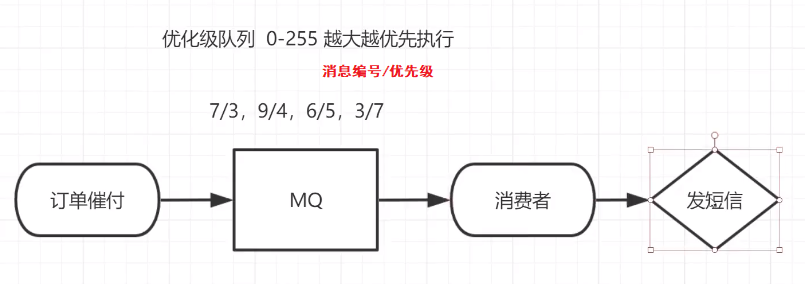 优化级队列 0-255 越大越优先执行
消息编号/优先级
7/3，9/4，6/5，3/7
订单催付
MQ
消费者
发短信